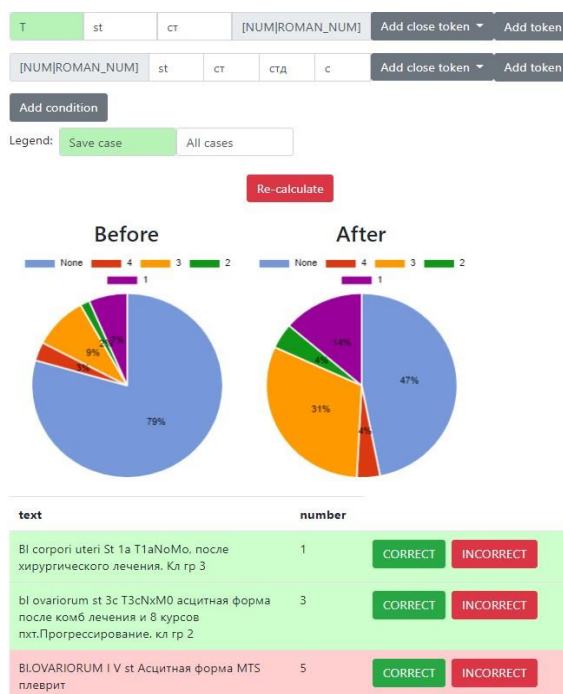 T st ст [NUM|ROMAN_NUM] Add close token Add token
[NUM|ROMAN_NUM] st ст стд с Add close token Add token
Add condition
Legend: Save case All cases
Re-calculate
Before After
None 4 3 2 None 4 3 2
1 1
7%
2%
9%
3%
79%
14%
4%
47%
31%
4%
text number
Bl corpori uteri St 1a T1aNoMo, после 1 CORRECT INCORRECT
хирургического лечения. Кл гр 3
bl ovariorum st 3c T3cNxM0 асцитная форма 3 CORRECT INCORRECT
после комб лечения и 8 курсов
пхт.Прогрессирование. кл гр 2
Bl.OVARIORUM I V st Асцитная форма MTS 5 CORRECT INCORRECT
плеврит